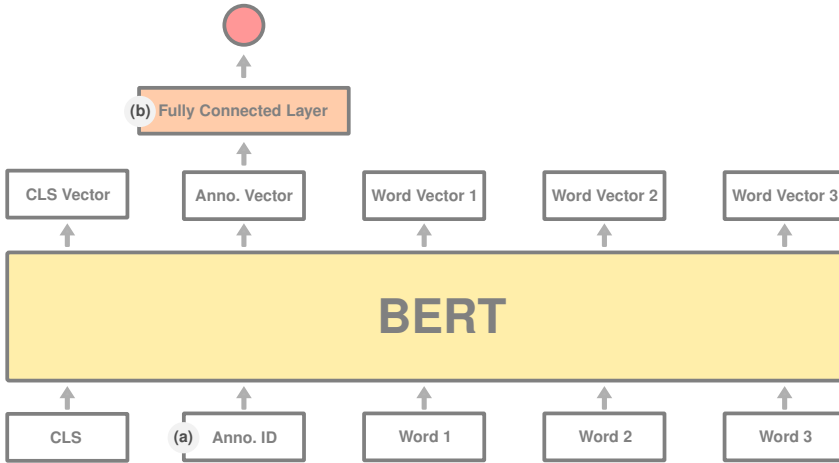 (b) Fully Connected Layer
CLS Vector Anno. Vector Word Vector 1 Word Vector 2 Word Vector 3
BERT
CLS (a) Anno. ID Word 1 Word 2 Word 3